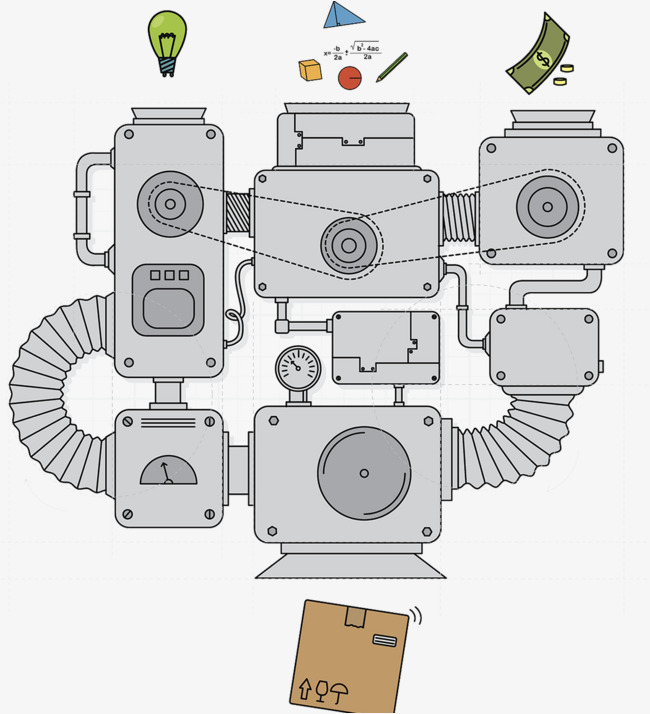 x= -b ± √b²- 4ac
2a 2a
$